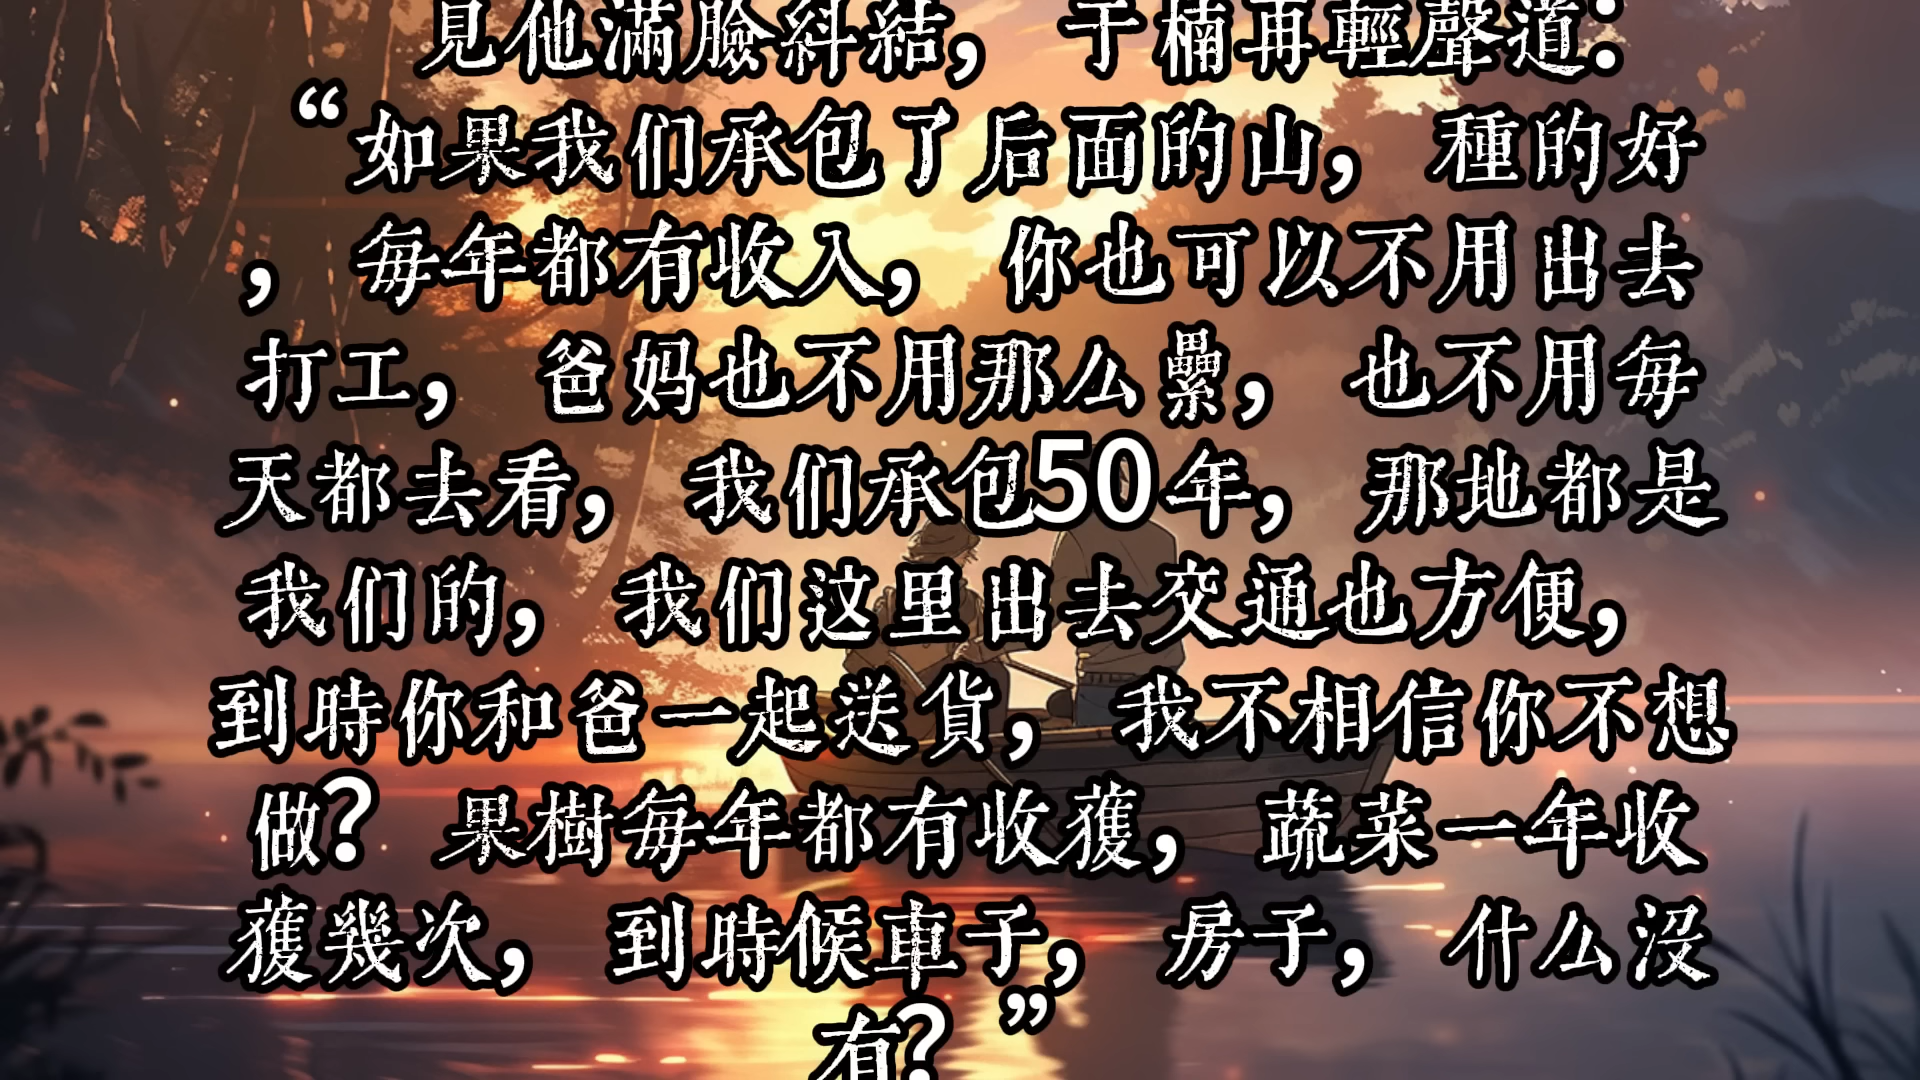 見他滿臉糾結， 于楠再輕聲道：
“如果我们承包了后面的山， 種的好
， 每年都有收入， 你也可以不用出去
打工， 爸妈也不用那么纍， 也不用每
天都去看， 我们承包50年， 那地都是
我们的， 我们这里出去交通也方便，
到時你和爸一起送貨， 我不相信你不想
做？ 果樹每年都有收獲， 蔬菜一年收
獲幾次， 到時候車子， 房子， 什么没
有？ ”